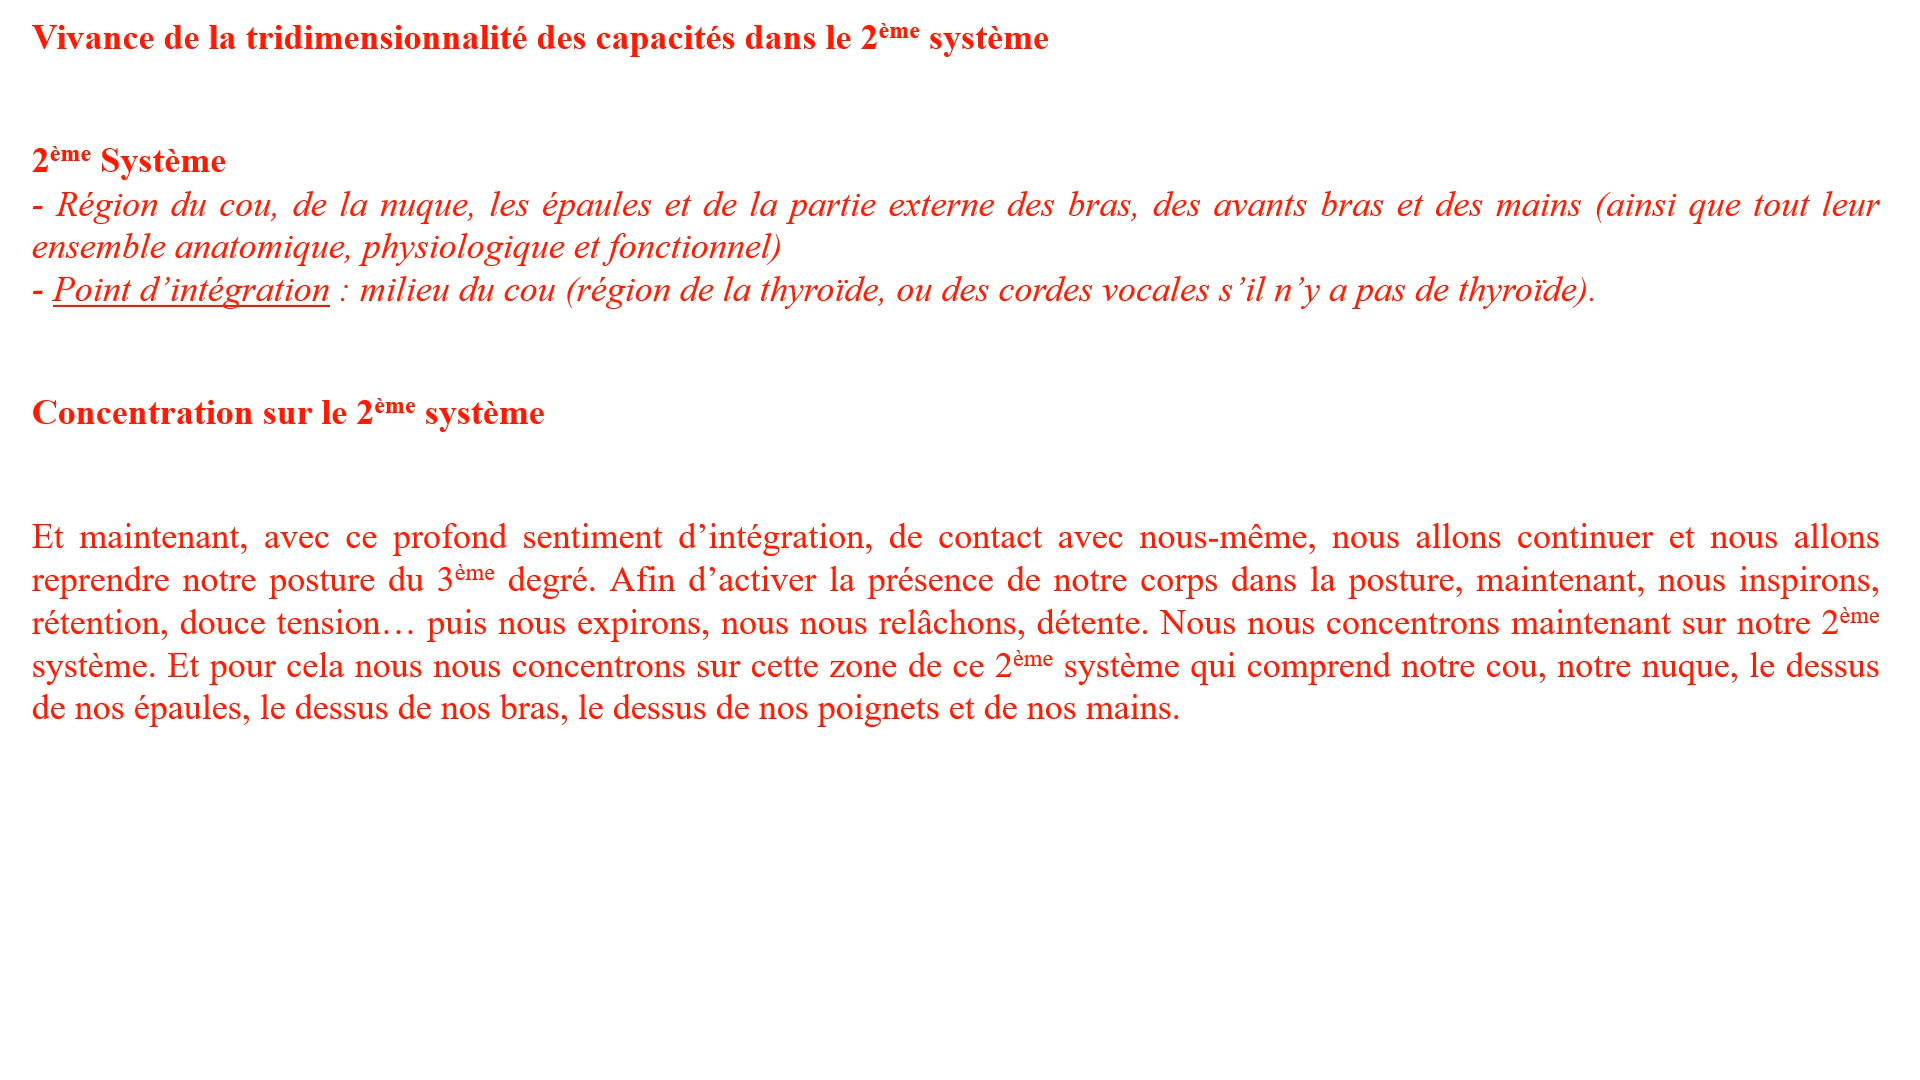 Vivance de la tridimensionnalité des capacités dans le 2ème système
2ème Système
- Région du cou, de la nuque, les épaules et de la partie externe des bras, des avants bras et des mains (ainsi que tout leur
ensemble anatomique, physiologique et fonctionnel)
- Point d’intégration : milieu du cou (région de la thyroïde, ou des cordes vocales s’il n’y a pas de thyroïde).
Concentration sur le 2ème système
Et maintenant, avec ce profond sentiment d’intégration, de contact avec nous-même, nous allons continuer et nous allons
reprendre notre posture du 3ème degré. Afin d’activer la présence de notre corps dans la posture, maintenant, nous inspirons,
rétention, douce tension… puis nous expirons, nous nous relâchons, détente. Nous nous concentrons maintenant sur notre 2ème
système. Et pour cela nous nous concentrons sur cette zone de ce 2ème système qui comprend notre cou, notre nuque, le dessus
de nos épaules, le dessus de nos bras, le dessus de nos poignets et de nos mains.